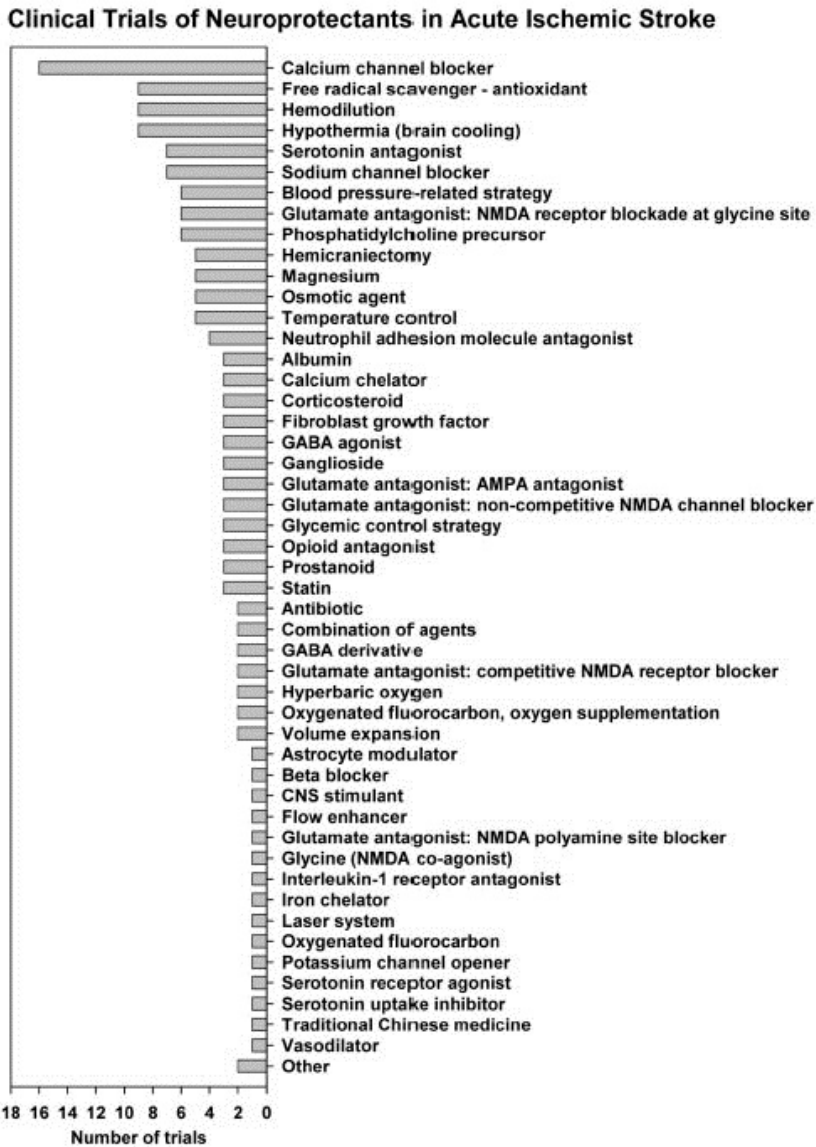 Clinical Trials of Neuroprotectants in Acute Ischemic Stroke
Calcium channel blocker
Free radical scavenger - antioxidant
Hemodilution
Hypothermia (brain cooling)
Serotonin antagonist
Sodium channel blocker
Blood pressure-related strategy
Glutamate antagonist: NMDA receptor blockade at glycine site
Phosphatidylcholine precursor
Hemicraniectomy
Magnesium
Osmotic agent
Temperature control
Neutrophil adhesion molecule antagonist
Albumin
Calcium chelator
Corticosteroid
Fibroblast growth factor
GABA agonist
Ganglioside
Glutamate antagonist: AMPA antagonist
Glutamate antagonist: non-competitive NMDA channel blocker
Glycemic control strategy
Opioid antagonist
Prostanoid
Statin
Antibiotic
Combination of agents
GABA derivative
Glutamate antagonist: competitive NMDA receptor blocker
Hyperbaric oxygen
Oxygenated fluorocarbon, oxygen supplementation
Volume expansion
Astrocyte modulator
Beta blocker
CNS stimulant
Flow enhancer
Glutamate antagonist: NMDA polyamine site blocker
Glycine (NMDA co-agonist)
Interleukin-1 receptor antagonist
Iron chelator
Laser system
Oxygenated fluorocarbon
Potassium channel opener
Serotonin receptor agonist
Serotonin uptake inhibitor
Traditional Chinese medicine
Vasodilator
Other
18 16 14 12 10 8 6 4 2 0
Number of trials